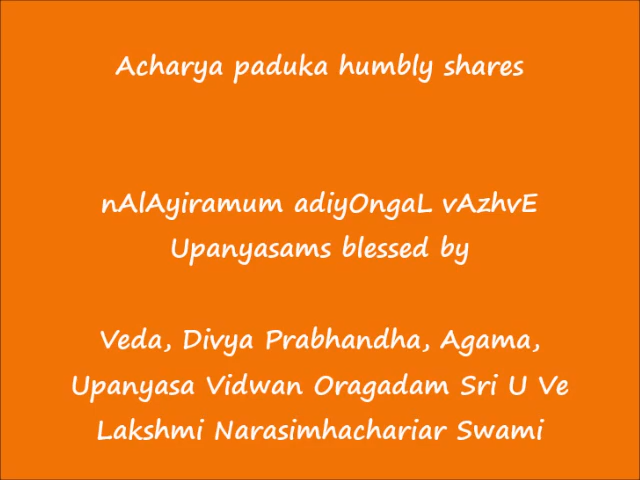 Acharya paduka humbly shares
nAlAyiramum adiyOngaL vAzhvE
Upanyasams blessed by
Veda, Divya Prabhandha, Agama,
Upanyasa Vidwan Oragadam Sri U Ve
Lakshmi Narasimhachariar Swami